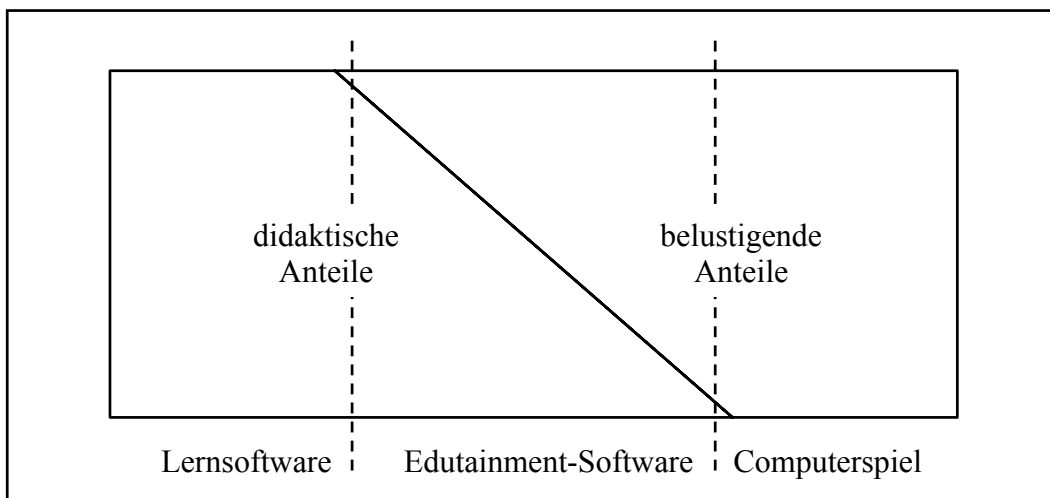 didaktische
Anteile
belustigende
Anteile
Lernsoftware
Edutainment-Software
Computerspiel